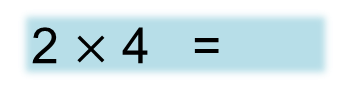 2 × 4 =